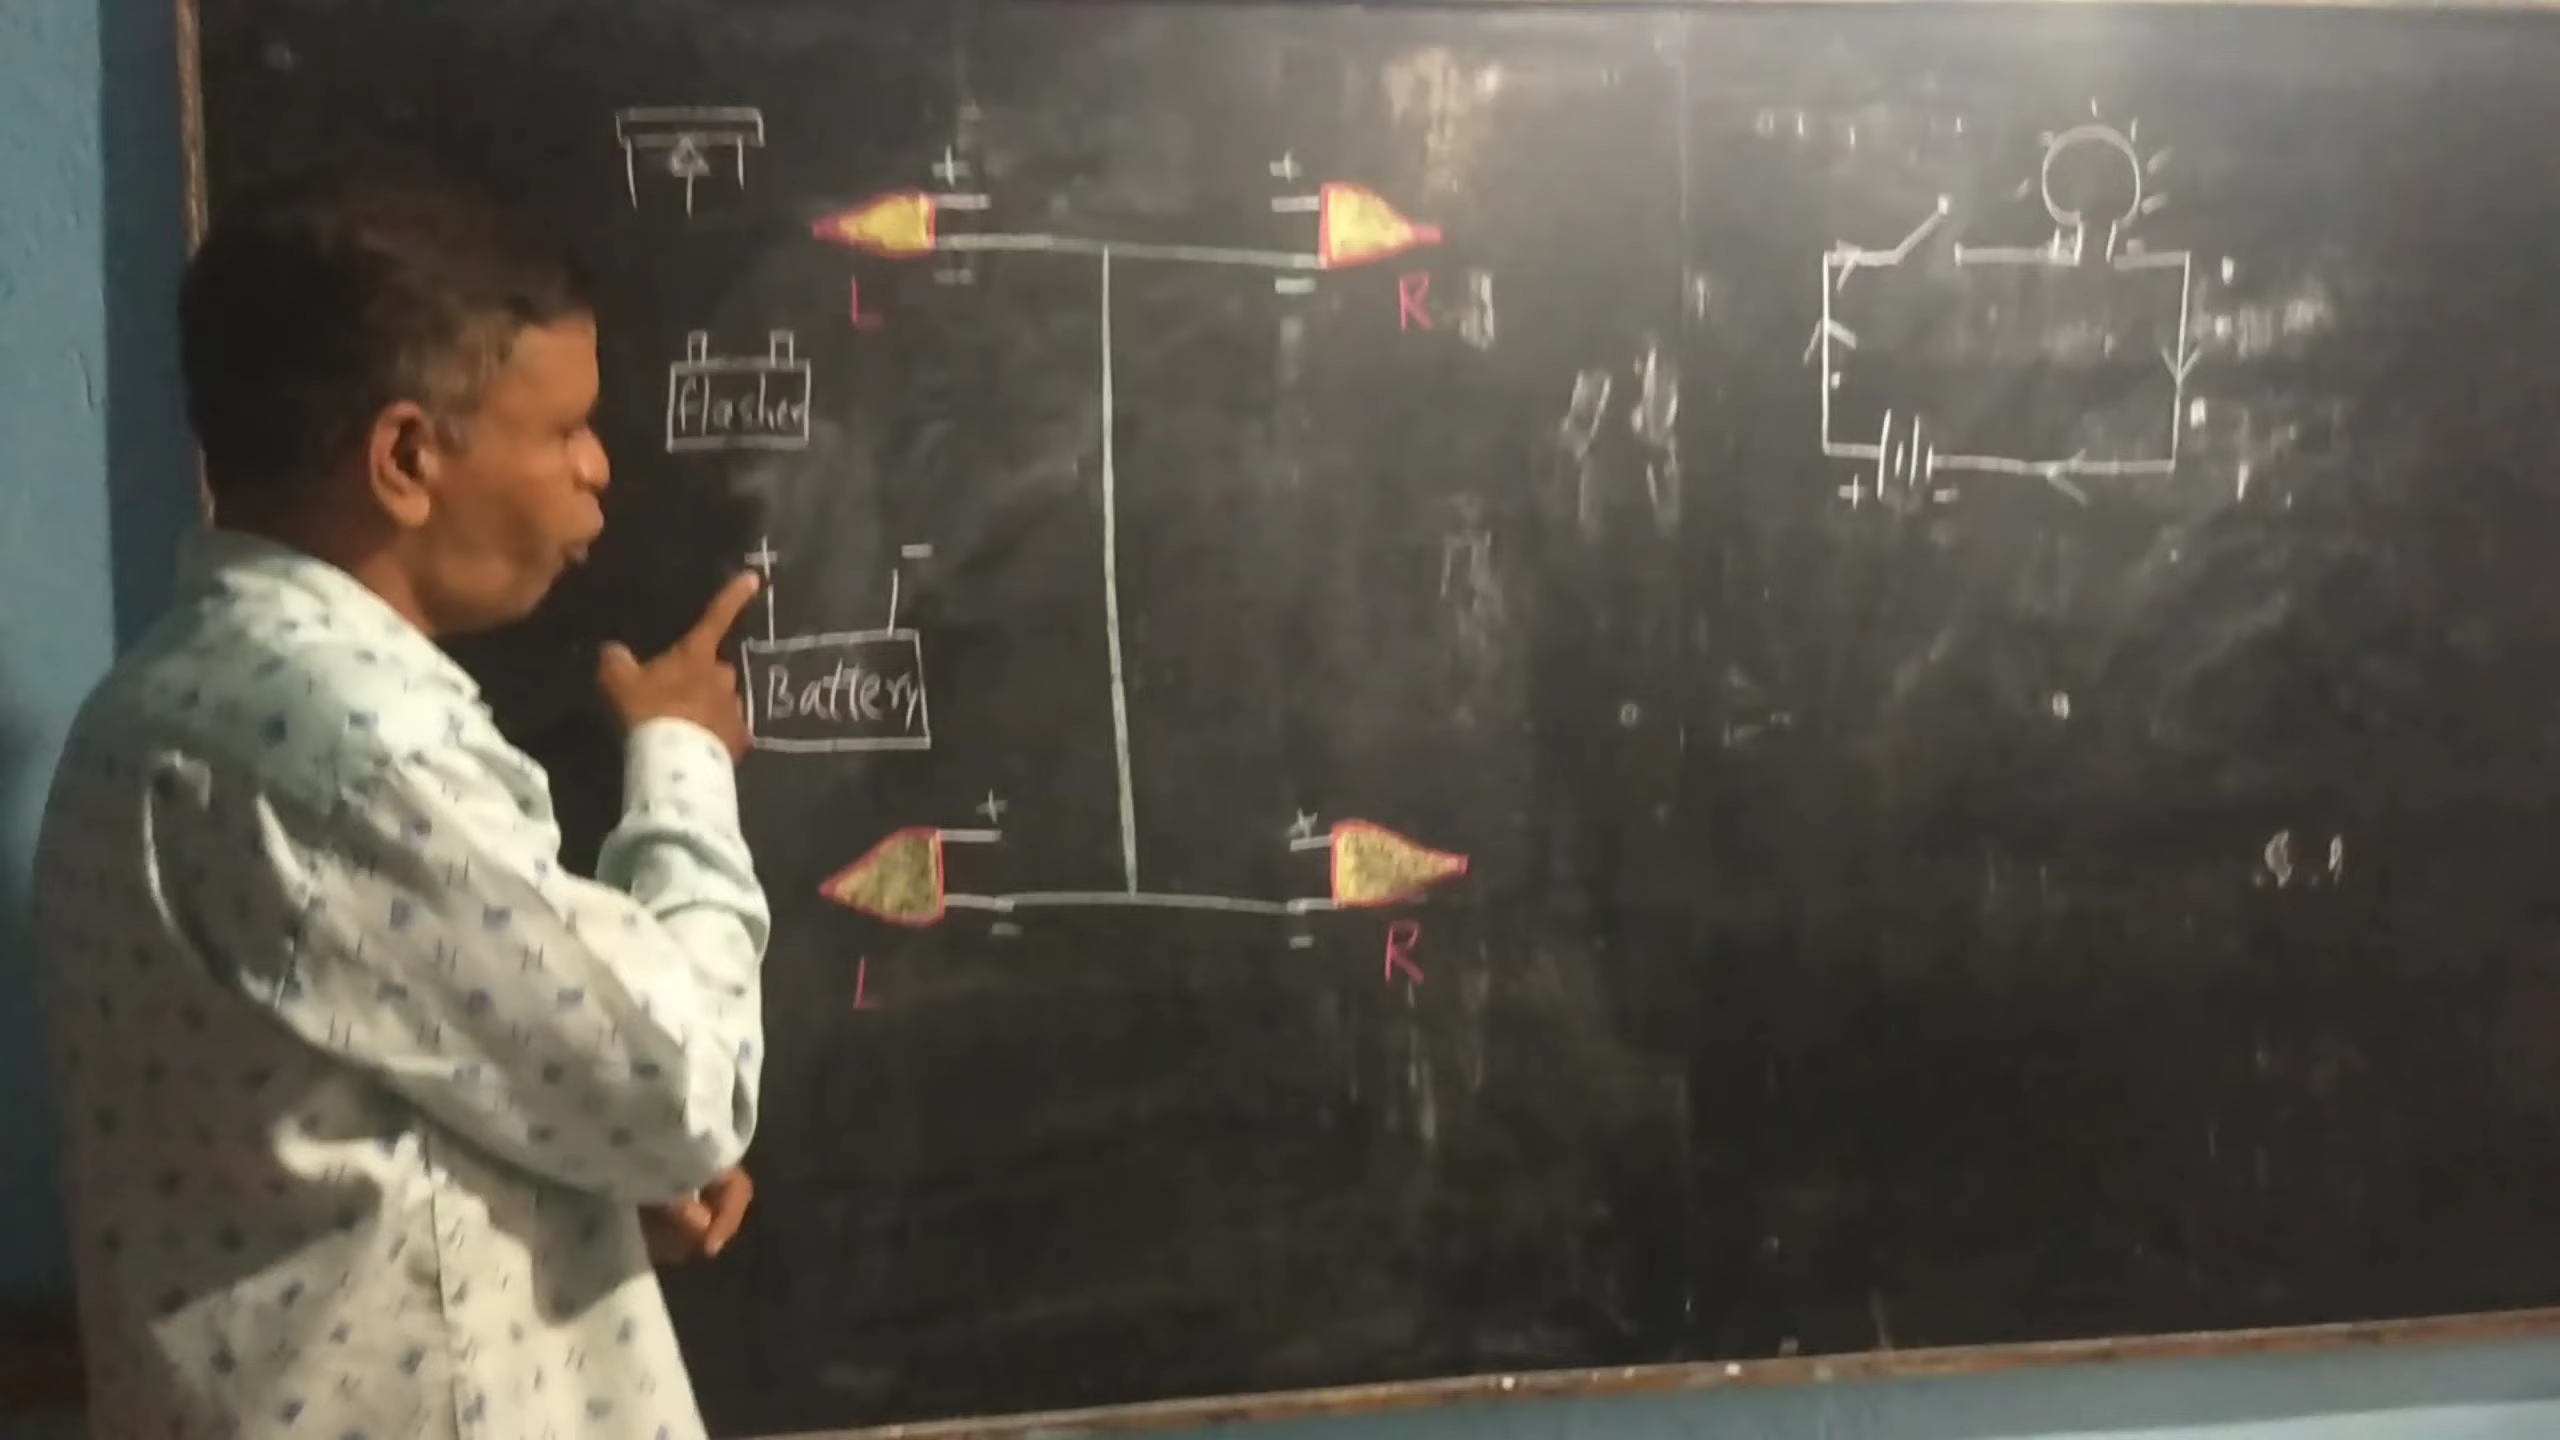 + +
- -
L R
flasher
+ -
+ -
Battery
+ +
- -
L R